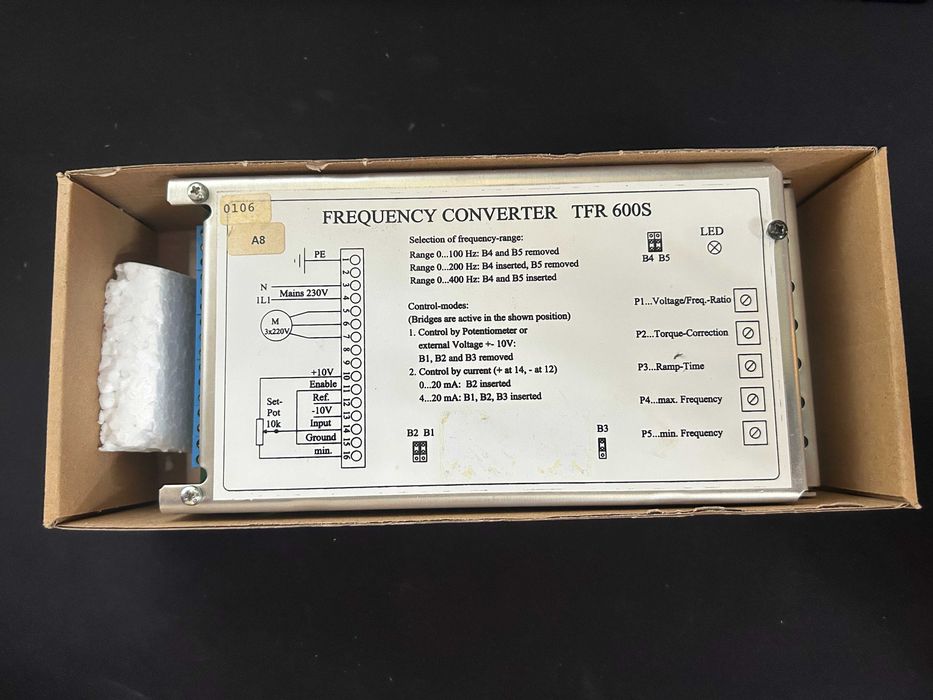 0106
A8
FREQUENCY CONVERTER TFR 600S
PE
N
Mains 230V
1L1
M
3x220V
+10V
Enable
Ref.
-10V
Input
Ground
min.
Set-
Pot
10k
1
2
3
4
5
6
7
8
9
10
11
12
13
14
15
16
Selection of frequency-range:
Range 0...100 Hz: B4 and B5 removed
Range 0...200 Hz: B4 inserted, B5 removed
Range 0...400 Hz: B4 and B5 inserted
Control-modes:
(Bridges are active in the shown position)
1. Control by Potentiometer or
external Voltage +- 10V:
B1, B2 and B3 removed
2. Control by current (+ at 14, - at 12)
0...20 mA: B2 inserted
4...20 mA: B1, B2, B3 inserted
B2 B1
B3
B4 B5
LED
P1...Voltage/Freq.-Ratio
P2...Torque-Correction
P3...Ramp-Time
P4...max. Frequency
P5...min. Frequency